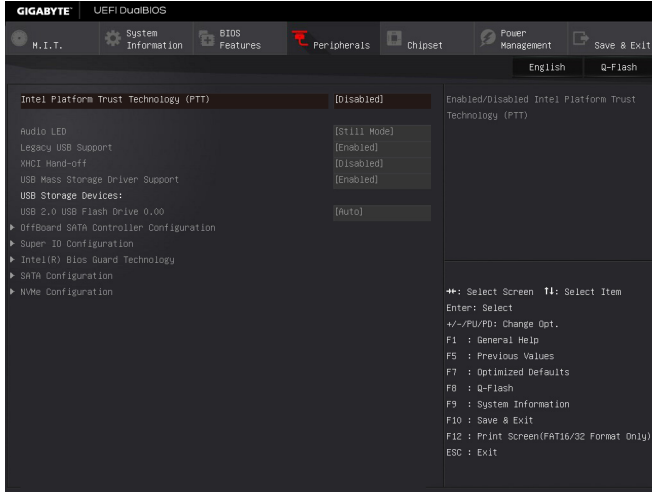 GIGABYTE™ UEFI DualBIOS
M.I.T. System Information BIOS Features Peripherals Chipset Power Management Save & Exit
English Q-Flash
Intel Platform Trust Technology (PTT) [Disabled]
Enabled/Disabled Intel Platform Trust
Technology (PTT)
Audio LED [Still Mode]
Legacy USB Support [Enabled]
XHCI Hand-off [Disabled]
USB Mass Storage Driver Support [Enabled]
USB Storage Devices:
USB 2.0 USB Flash Drive 0.00 [Auto]
OffBoard SATA Controller Configuration
Super IO Configuration
Intel(R) Bios Guard Technology
SATA Configuration
NVMe Configuration
→←: Select Screen ↑↓: Select Item
Enter: Select
+/-/PU/PD: Change Opt.
F1 : General Help
F5 : Previous Values
F7 : Optimized Defaults
F8 : Q-Flash
F9 : System Information
F10 : Save & Exit
F12 : Print Screen(FAT16/32 Format Only)
ESC : Exit